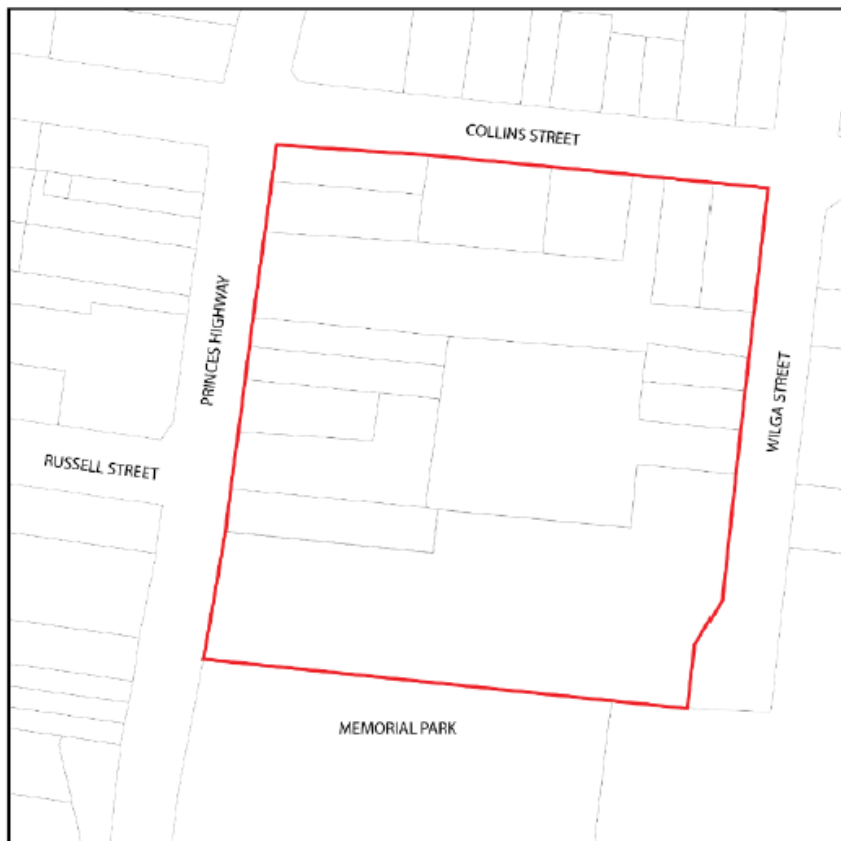 COLLINS STREET
PRINCES HIGHWAY
WILGA STREET
RUSSELL STREET
MEMORIAL PARK